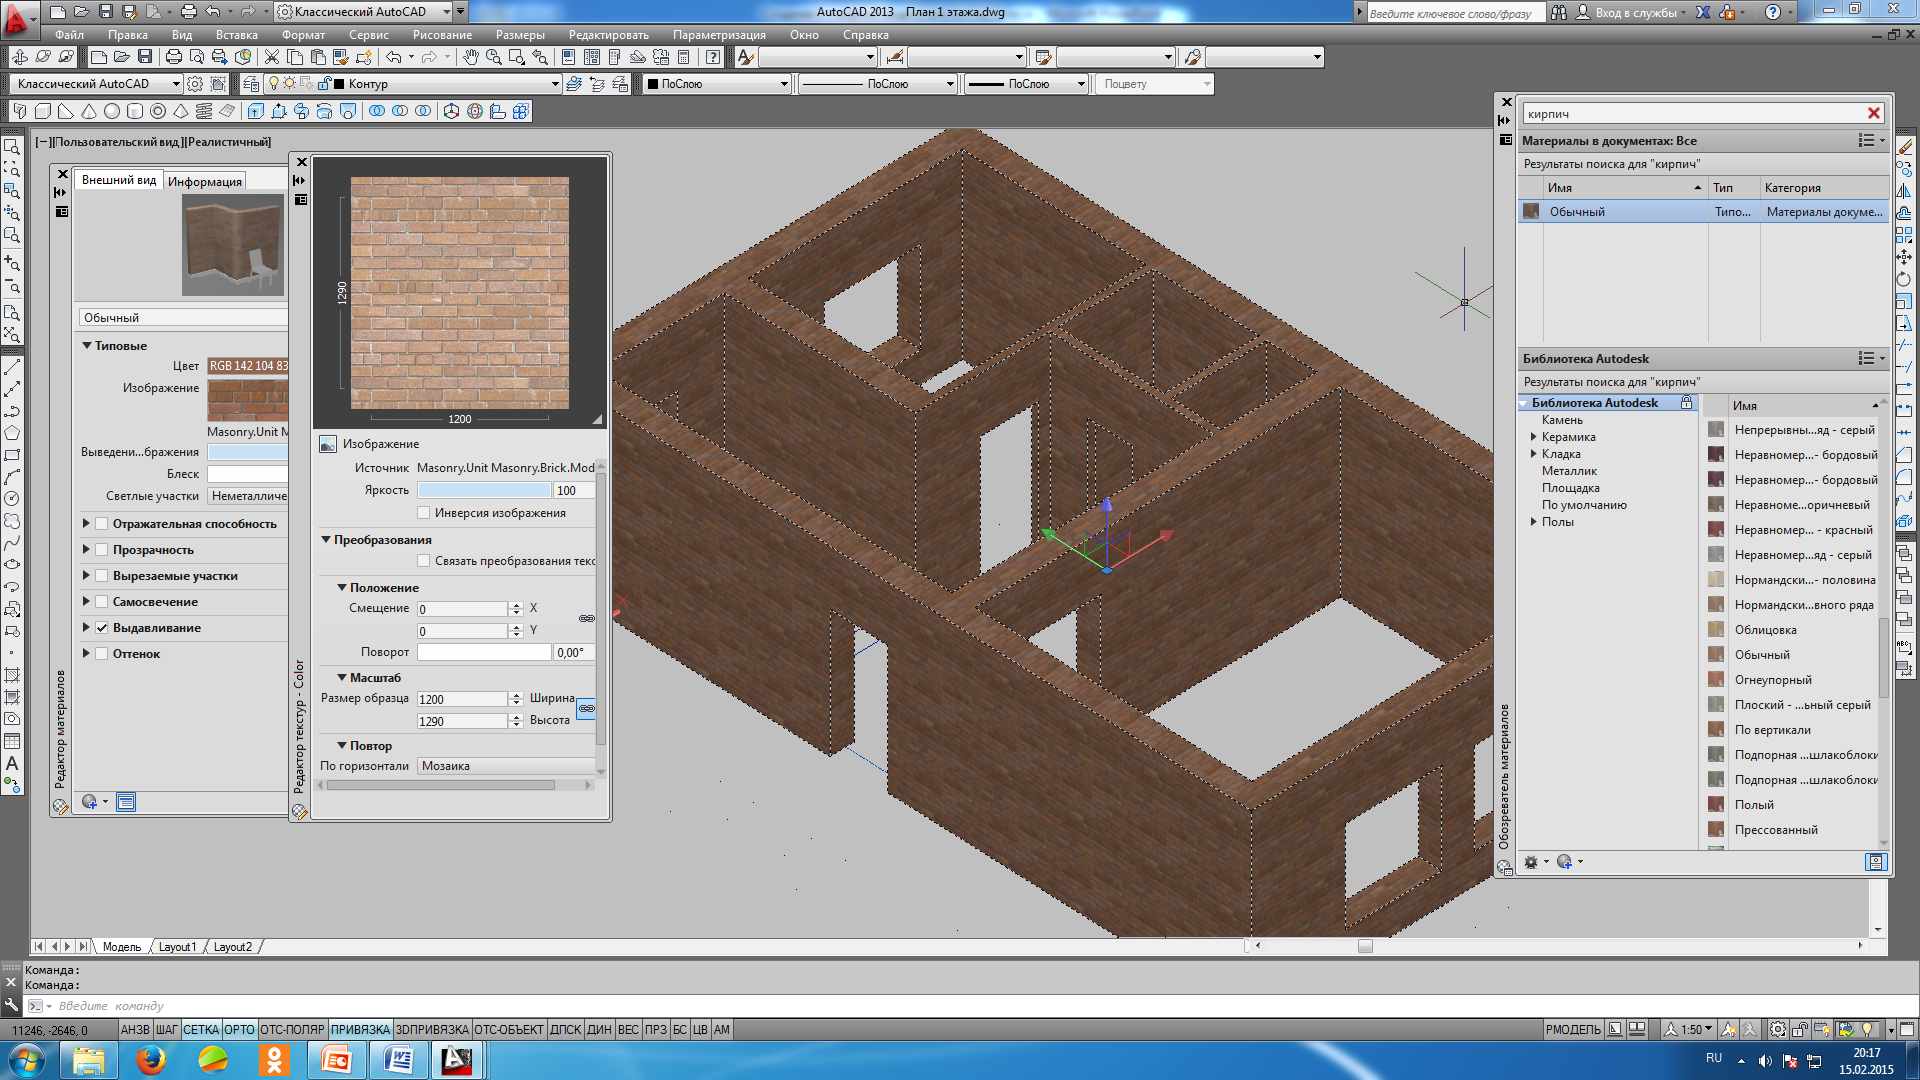 Классический AutoCAD
AutoCAD 2013 План 1 этажа.dwg
Введите ключевое слово/фразу
Вход в службы
Файл Правка Вид Вставка Формат Сервис Рисование Размеры Редактировать Параметризация Окно Справка
Классический AutoCAD
Контур
ПоСлою
ПоСлою
ПоСлою
Поцвету
[−][Пользовательский вид][Реалистичный]
Внешний вид
Информация
Обычный
Типовые
Цвет RGB 142 104 83
Изображение
Masonry.Unit M
Выведени...бражения
Блеск
Светлые участки Неметалличе
Отражательная способность
Прозрачность
Вырезаемые участки
Самосвечение
Выдавливание
Оттенок
Редактор материалов
1290
1200
Изображение
Источник Masonry.Unit Masonry.Brick.Mod
Яркость 100
Инверсия изображения
Преобразования
Связать преобразования текс
Положение
Смещение 0 X
0 Y
Поворот 0,00°
Масштаб
Размер образца 1200 Ширина
1290 Высота
Повтор
По горизонтали Мозаика
Редактор текстур - Color
кирпич
Материалы в документах: Все
Результаты поиска для "кирпич"
Имя Тип Категория
Обычный Типо... Материалы докуме...
Библиотека Autodesk
Результаты поиска для "кирпич"
Библиотека Autodesk
Камень
Керамика
Кладка
Металлик
Площадка
По умолчанию
Полы
Имя
Непрерывны...яд - серый
Неравномер...- бордовый
Неравномер...- бордовый
Неравноме...оричневый
Неравномер... - красный
Неравномер...яд - серый
Нормандски...- половина
Нормандски...вного ряда
Облицовка
Обычный
Огнеупорный
Плоский - ...ьный серый
По вертикали
Подпорная ...шлакоблоки
Подпорная ...шлакоблоки
Полый
Прессованный
Обозреватель материалов
Модель Layout1 Layout2
Команда:
Команда:
Введите команду
11246, -2646, 0
АНЗВ ШАГ СЕТКА ОРТО ОТС-ПОЛЯР ПРИВЯЗКА 3DПРИВЯЗКА ОТС-ОБЪЕКТ ДПСК ДИН ВЕС ПРЗ БС ЦВ АМ
РМОДЕЛЬ
1:50
RU
20:17
15.02.2015